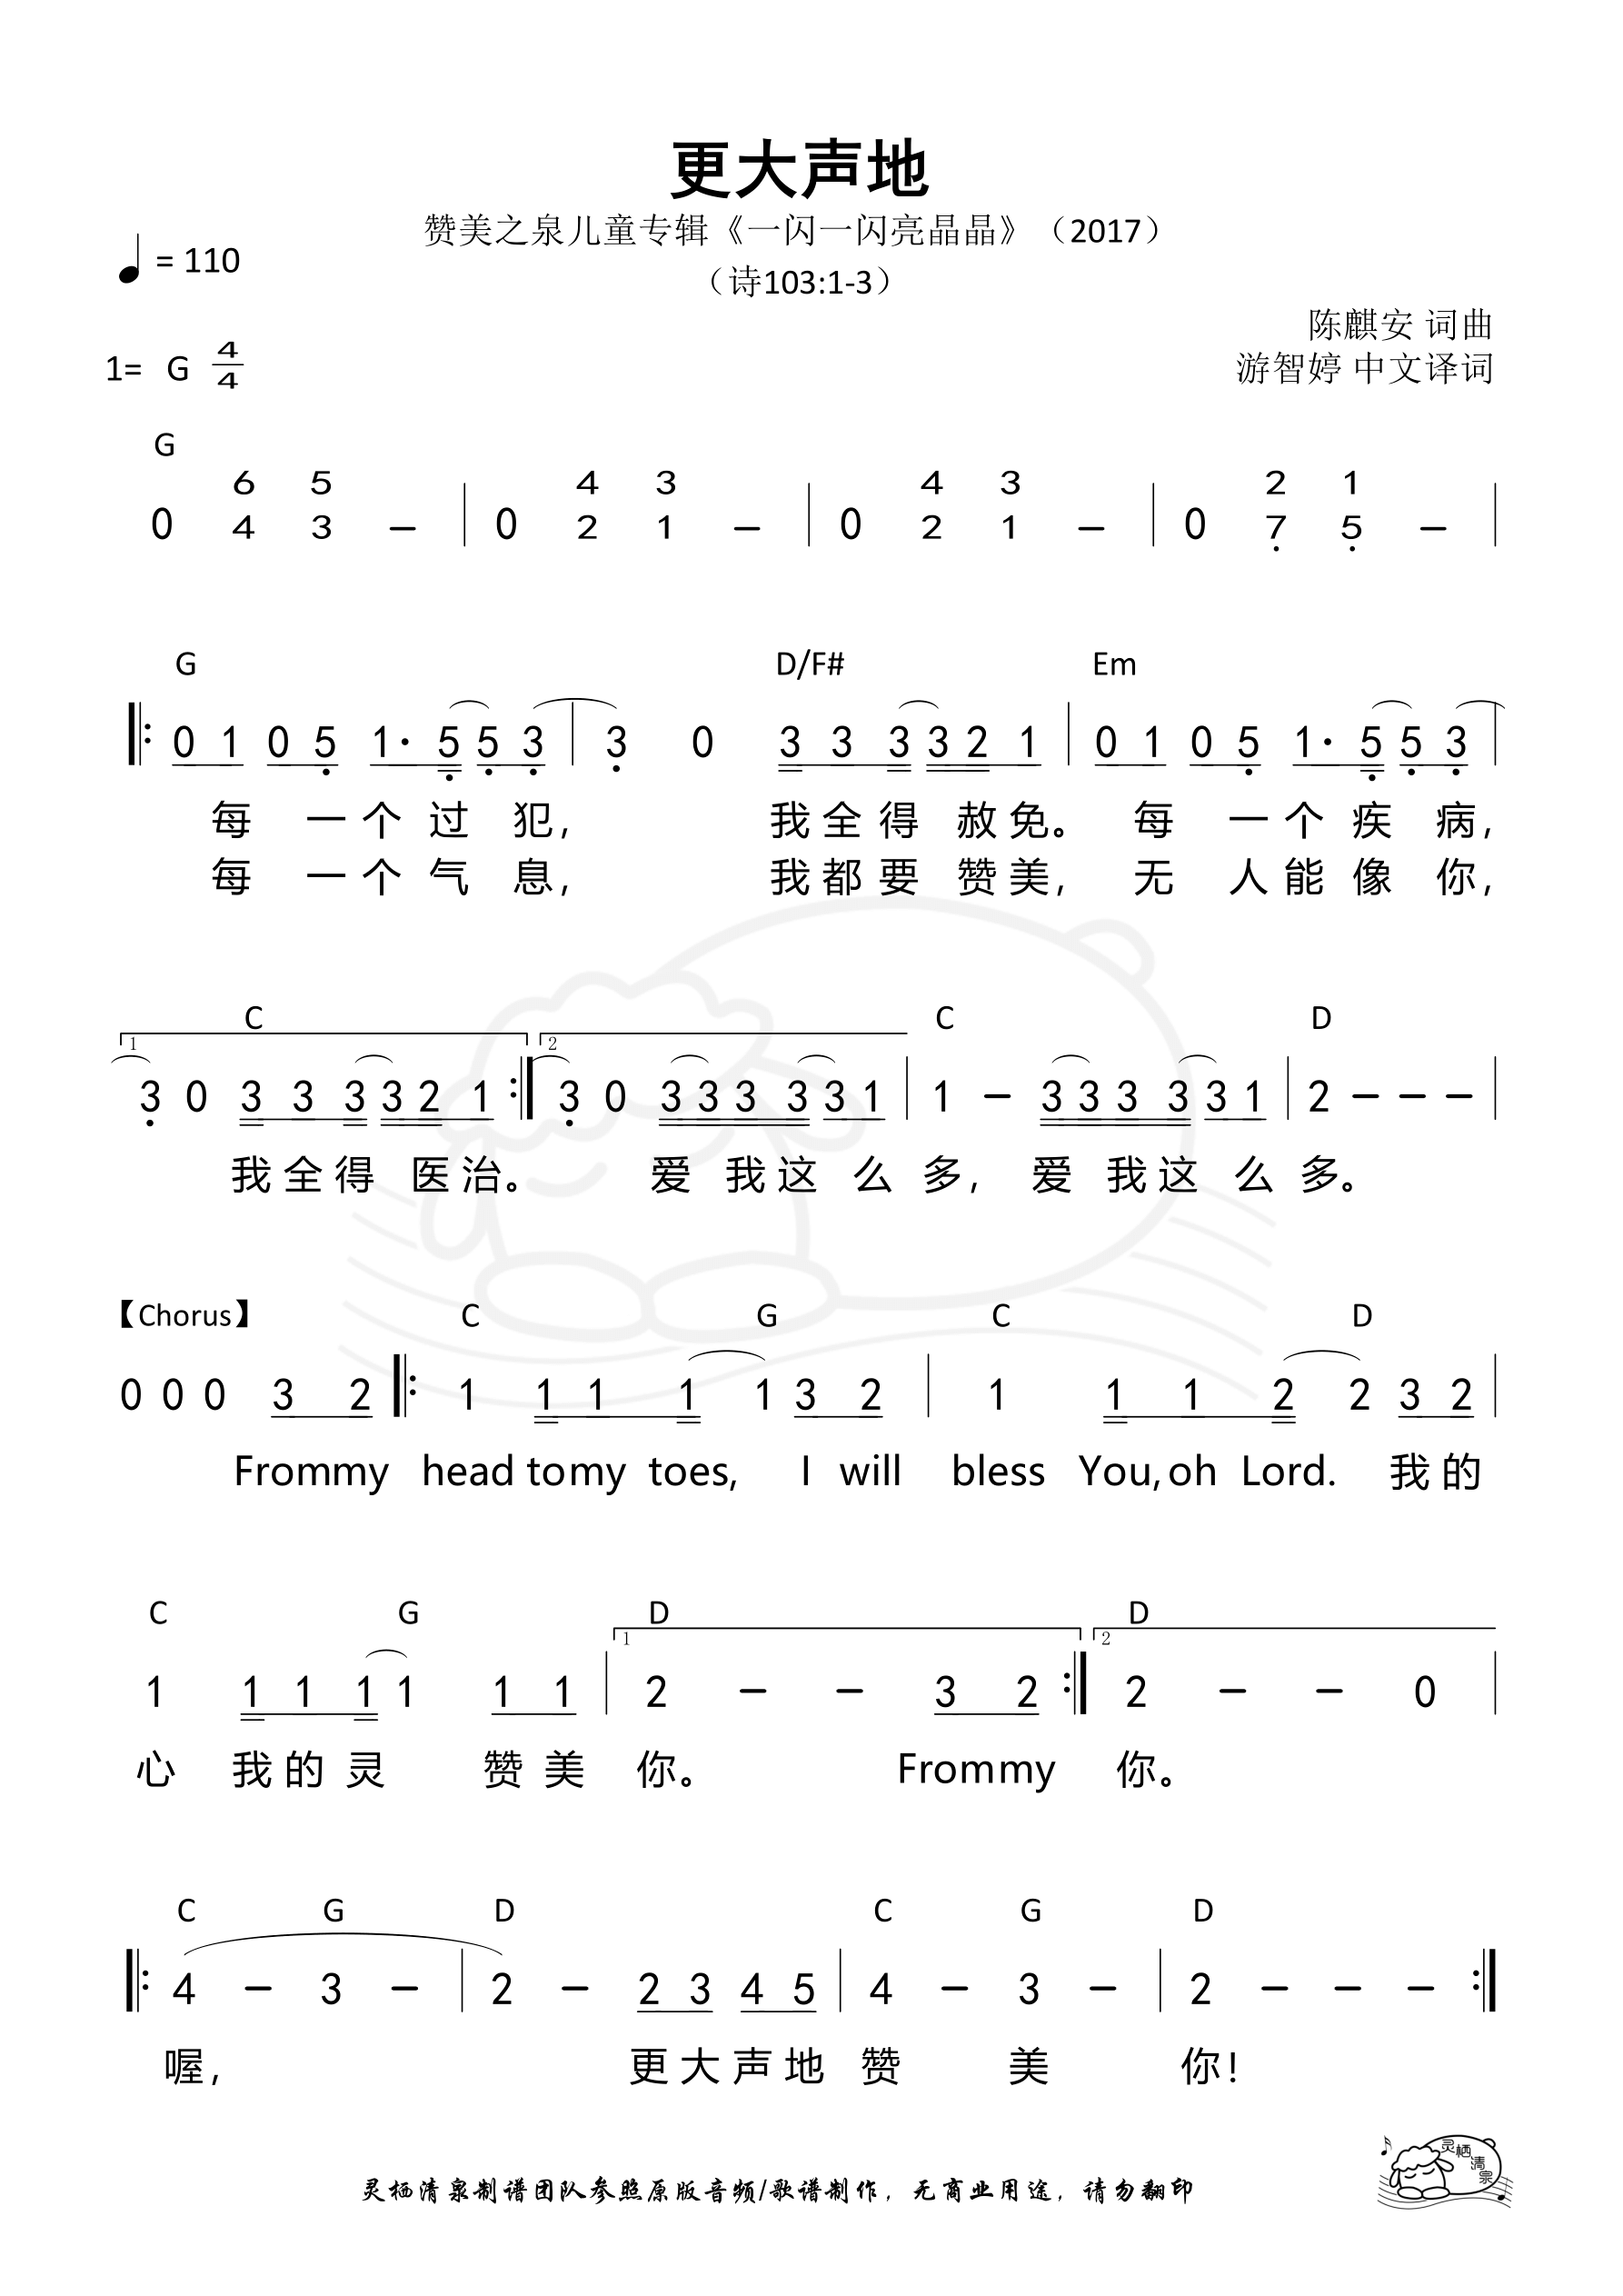 更大声地
赞美之泉儿童专辑《一闪一闪亮晶晶》（2017）
= 110
（诗103:1-3）
陈麒安 词曲
1= G 4/4
游智婷 中文译词
G
6 5 4 3 4 3 2 1
0 4 3 – | 0 2 1 – | 0 2 1 – | 0 7 5 – |
G D/F# Em
0 1 0 5 1· 5 5 3 | 3 0 3 3 3 3 2 1 | 0 1 0 5 1· 5 5 3 |
每 一 个 过 犯, 我 全 得 赦 免。 每 一 个 疾 病,
每 一 个 气 息, 我 都 要 赞 美, 无 人 能 像 你,
C C D
1 2
3 0 3 3 3 3 2 1 :| 3 0 3 3 3 3 3 1 | 1 – 3 3 3 3 3 1 | 2 – – – |
我 全 得 医 治。 爱 我 这 么 多, 爱 我 这 么 多。
【Chorus】 C G C D
0 0 0 3 2 |: 1 1 1 1 1 3 2 | 1 1 1 2 2 3 2 |
Frommy head tomy toes, I will bless You, oh Lord. 我 的
C G D D
1 2
1 1 1 1 1 1 1 | 2 – – 3 2 :| 2 – – 0 |
心 我 的 灵 赞 美 你。 Frommy 你。
C G D C G D
|: 4 – 3 – | 2 – 2 3 4 5 | 4 – 3 – | 2 – – – :|
喔, 更 大 声 地 赞 美 你!
灵栖清泉
灵栖清泉制谱团队参照原版音频/歌谱制作，无商业用途，请勿翻印